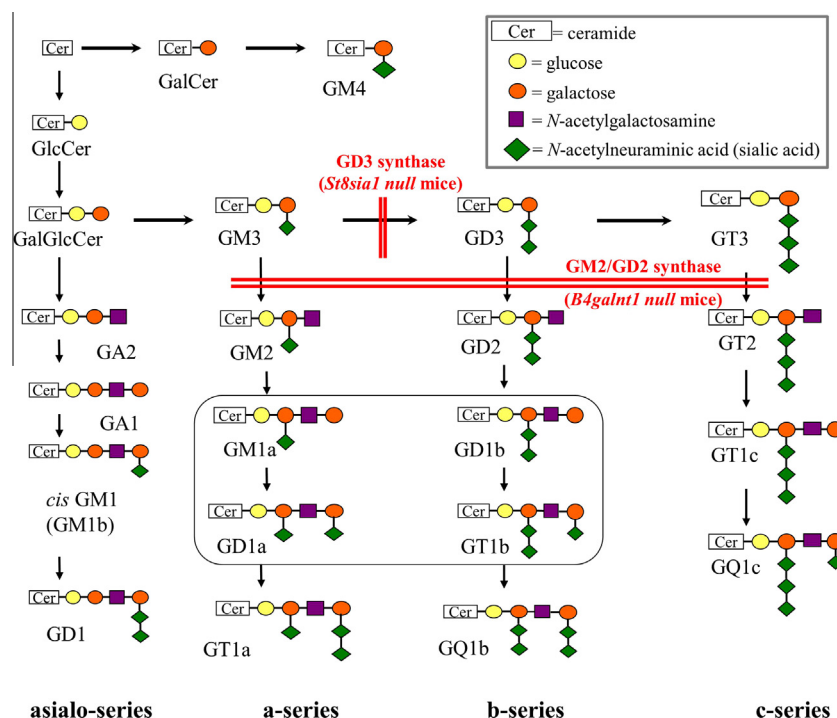 Cer
= ceramide
= glucose
= galactose
= N-acetylgalactosamine
= N-acetylneuraminic acid (sialic acid)
Cer
Cer
GalCer
Cer
GM4
Cer
GlcCer
GD3 synthase
(St8sia1 null mice)
Cer
GalGlcCer
Cer
GM3
Cer
GD3
Cer
GT3
GM2/GD2 synthase
(B4galnt1 null mice)
Cer
GA2
Cer
GM2
Cer
GD2
Cer
GT2
Cer
GA1
Cer
GM1a
Cer
GD1b
Cer
GT1c
Cer
cis GM1
(GM1b)
Cer
GD1a
Cer
GT1b
Cer
GQ1c
Cer
GD1
Cer
GT1a
Cer
GQ1b
asialo-series
a-series
b-series
c-series